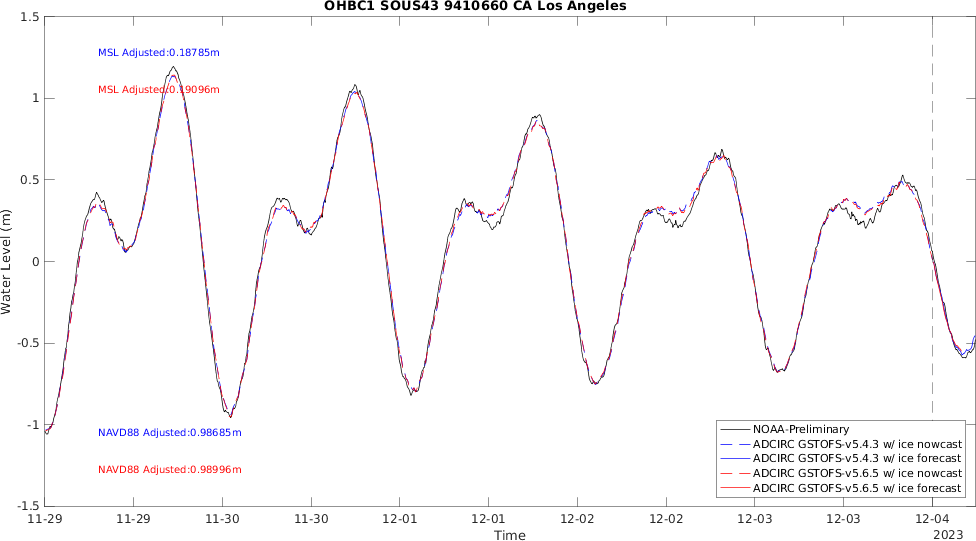 OHBC1 SOUS43 9410660 CA Los Angeles
1.5
MSL Adjusted:0.18785m
1
MSL Adjusted:0.19096m
0.5
Water Level (m)
0
-0.5
-1
NAVD88 Adjusted:0.98685m
NAVD88 Adjusted:0.98996m
-1.5
NOAA-Preliminary
ADCIRC GSTOFS-v5.4.3 w/ ice nowcast
ADCIRC GSTOFS-v5.4.3 w/ ice forecast
ADCIRC GSTOFS-v5.6.5 w/ ice nowcast
ADCIRC GSTOFS-v5.6.5 w/ ice forecast
11-29 11-29 11-30 11-30 12-01 12-01 12-02 12-02 12-03 12-03 12-04
Time
2023